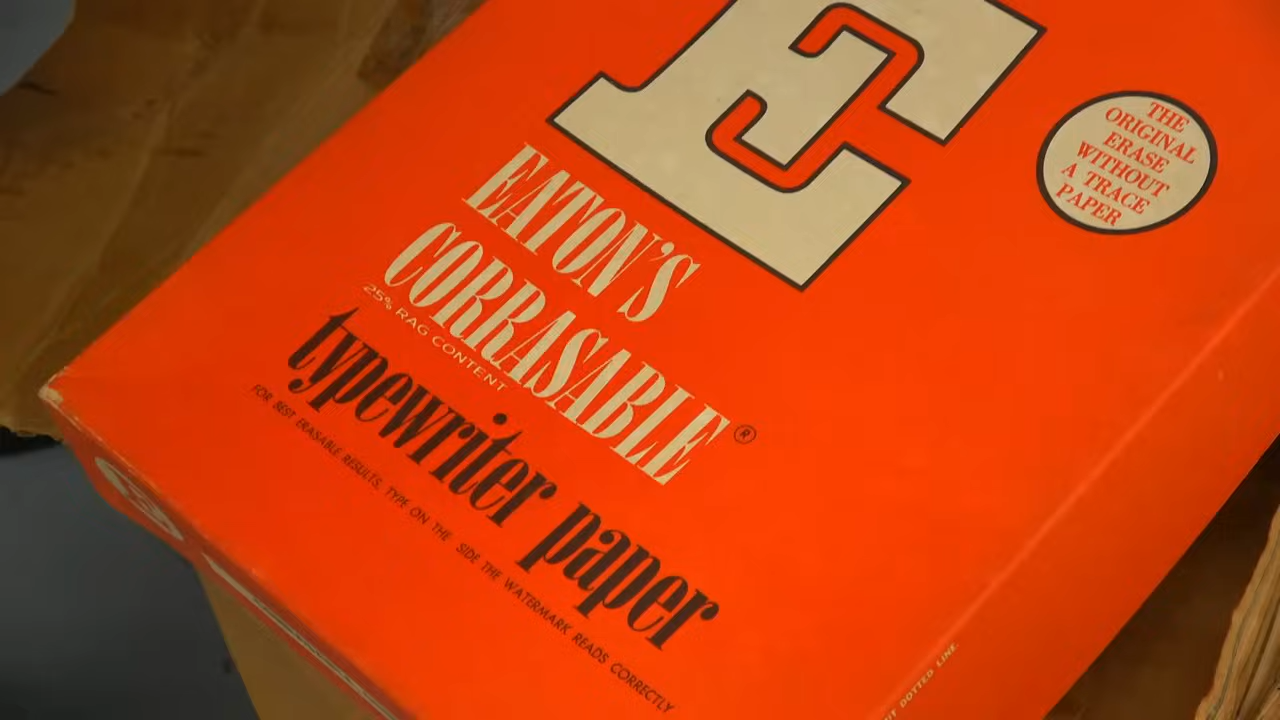 E
THE
ORIGINAL
ERASE
WITHOUT
A TRACE
PAPER
EATON'S
CORRASABLE®
25% RAG CONTENT
typewriter paper
FOR BEST ERASABLE RESULTS, TYPE ON THE SIDE THE WATERMARK READS CORRECTLY
DOTTED LINE